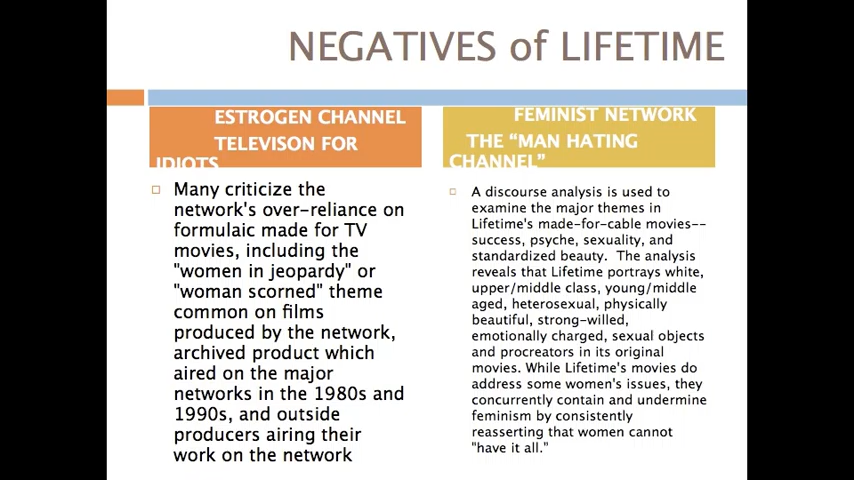 NEGATIVES of LIFETIME
ESTROGEN CHANNEL
TELEVISON FOR
IDIOTS
Many criticize the
network's over-reliance on
formulaic made for TV
movies, including the
"women in jeopardy" or
"woman scorned" theme
common on films
produced by the network,
archived product which
aired on the major
networks in the 1980s and
1990s, and outside
producers airing their
work on the network
FEMINIST NETWORK
THE “MAN HATING
CHANNEL”
A discourse analysis is used to
examine the major themes in
Lifetime's made-for-cable movies--
success, psyche, sexuality, and
standardized beauty.  The analysis
reveals that Lifetime portrays white,
upper/middle class, young/middle
aged, heterosexual, physically
beautiful, strong-willed,
emotionally charged, sexual objects
and procreators in its original
movies. While Lifetime's movies do
address some women's issues, they
concurrently contain and undermine
feminism by consistently
reasserting that women cannot
"have it all."